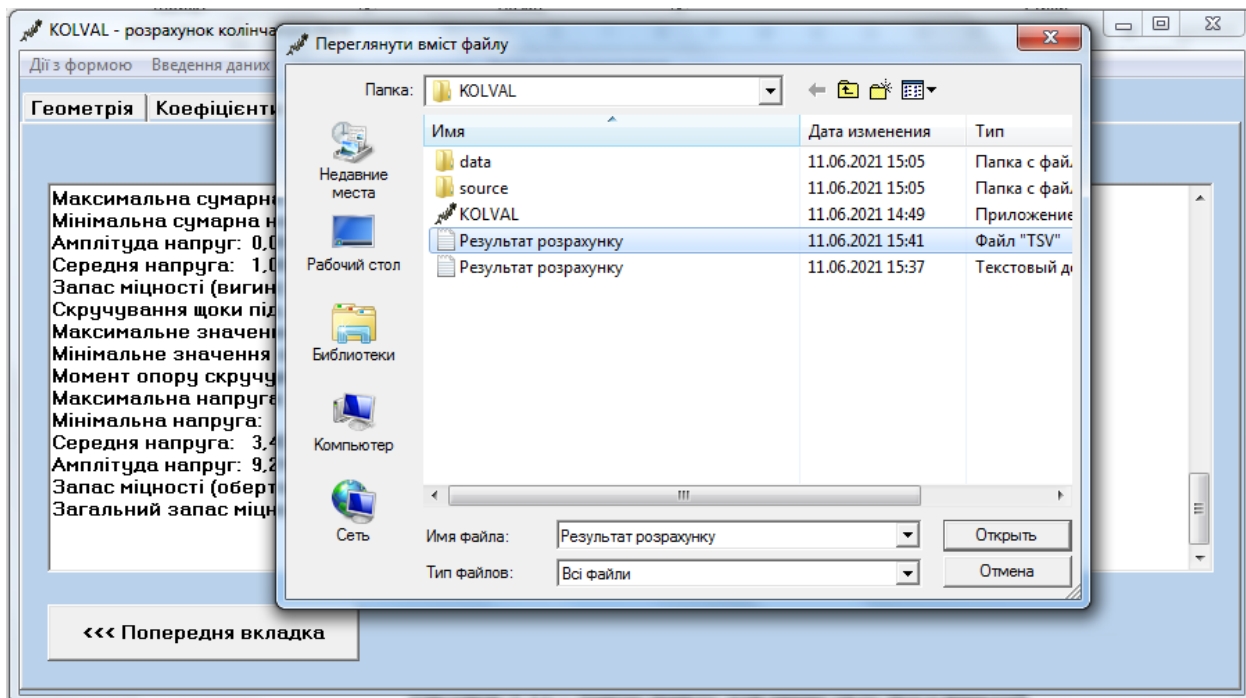 KOLVAL - розрахунок колінча
Переглянути вміст файлу
Дії з формою Введення даних
Геометрія Коефіцієнти
Папка: KOLVAL
Имя Дата изменения Тип
data 11.06.2021 15:05 Папка с фай
source 11.06.2021 15:05 Папка с фай
KOLVAL 11.06.2021 14:49 Приложение
Результат розрахунку 11.06.2021 15:41 Файл "TSV"
Результат розрахунку 11.06.2021 15:37 Текстовый до
Недавние
места
Рабочий стол
Библиотеки
Компьютер
Сеть
Имя файла: Результат розрахунку Открыть
Тип файлов: Всі файли Отмена
Максимальна сумарна
Мінімальна сумарна н
Амплітуда напруг: 0,0
Середня напруга: 1,0
Запас міцності (вигин
Скручування щоки під
Максимальне значенн
Мінімальне значення
Момент опору скручу
Максимальна напруга
Мінімальна напруга:
Середня напруга: 3,4
Амплітуда напруг: 9,2
Запас міцності (оберт
Загальний запас міцн
<<< Попередня вкладка